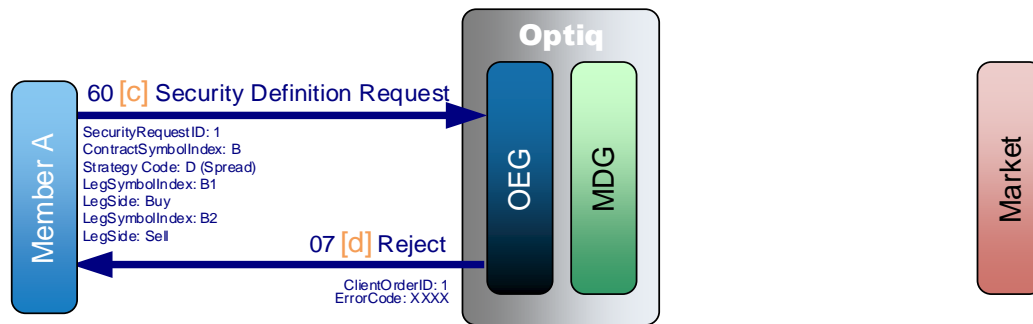 Optiq
60 [c] Security Definition Request
SecurityRequestID: 1
ContractSymbolIndex: B
Strategy Code: D (Spread)
LegSymbolIndex: B1
LegSide: Buy
LegSymbolIndex: B2
LegSide: Sell
Member A
OEG
MDG
Market
07 [d] Reject
ClientOrderID: 1
ErrorCode: XXXX